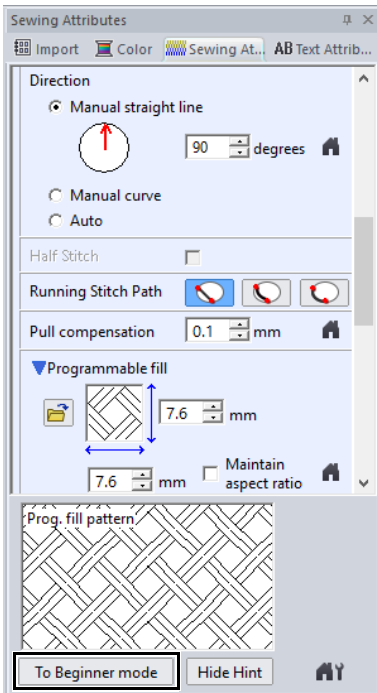 Sewing Attributes
Import Color Sewing At... AB Text Attrib...
Direction
Manual straight line
90 degrees
Manual curve
Auto
Half Stitch
Running Stitch Path
Pull compensation 0.1 mm
Programmable fill
7.6 mm
7.6 mm Maintain
aspect ratio
Prog. fill pattern
To Beginner mode Hide Hint